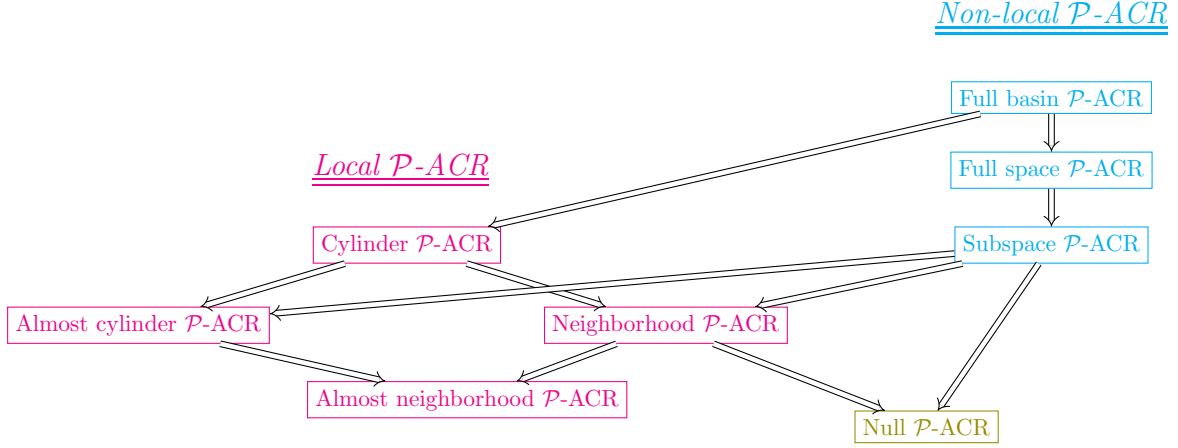 Non-local 𝒫-ACR
Full basin 𝒫-ACR
Local 𝒫-ACR
Full space 𝒫-ACR
Cylinder 𝒫-ACR
Subspace 𝒫-ACR
Almost cylinder 𝒫-ACR
Neighborhood 𝒫-ACR
Almost neighborhood 𝒫-ACR
Null 𝒫-ACR